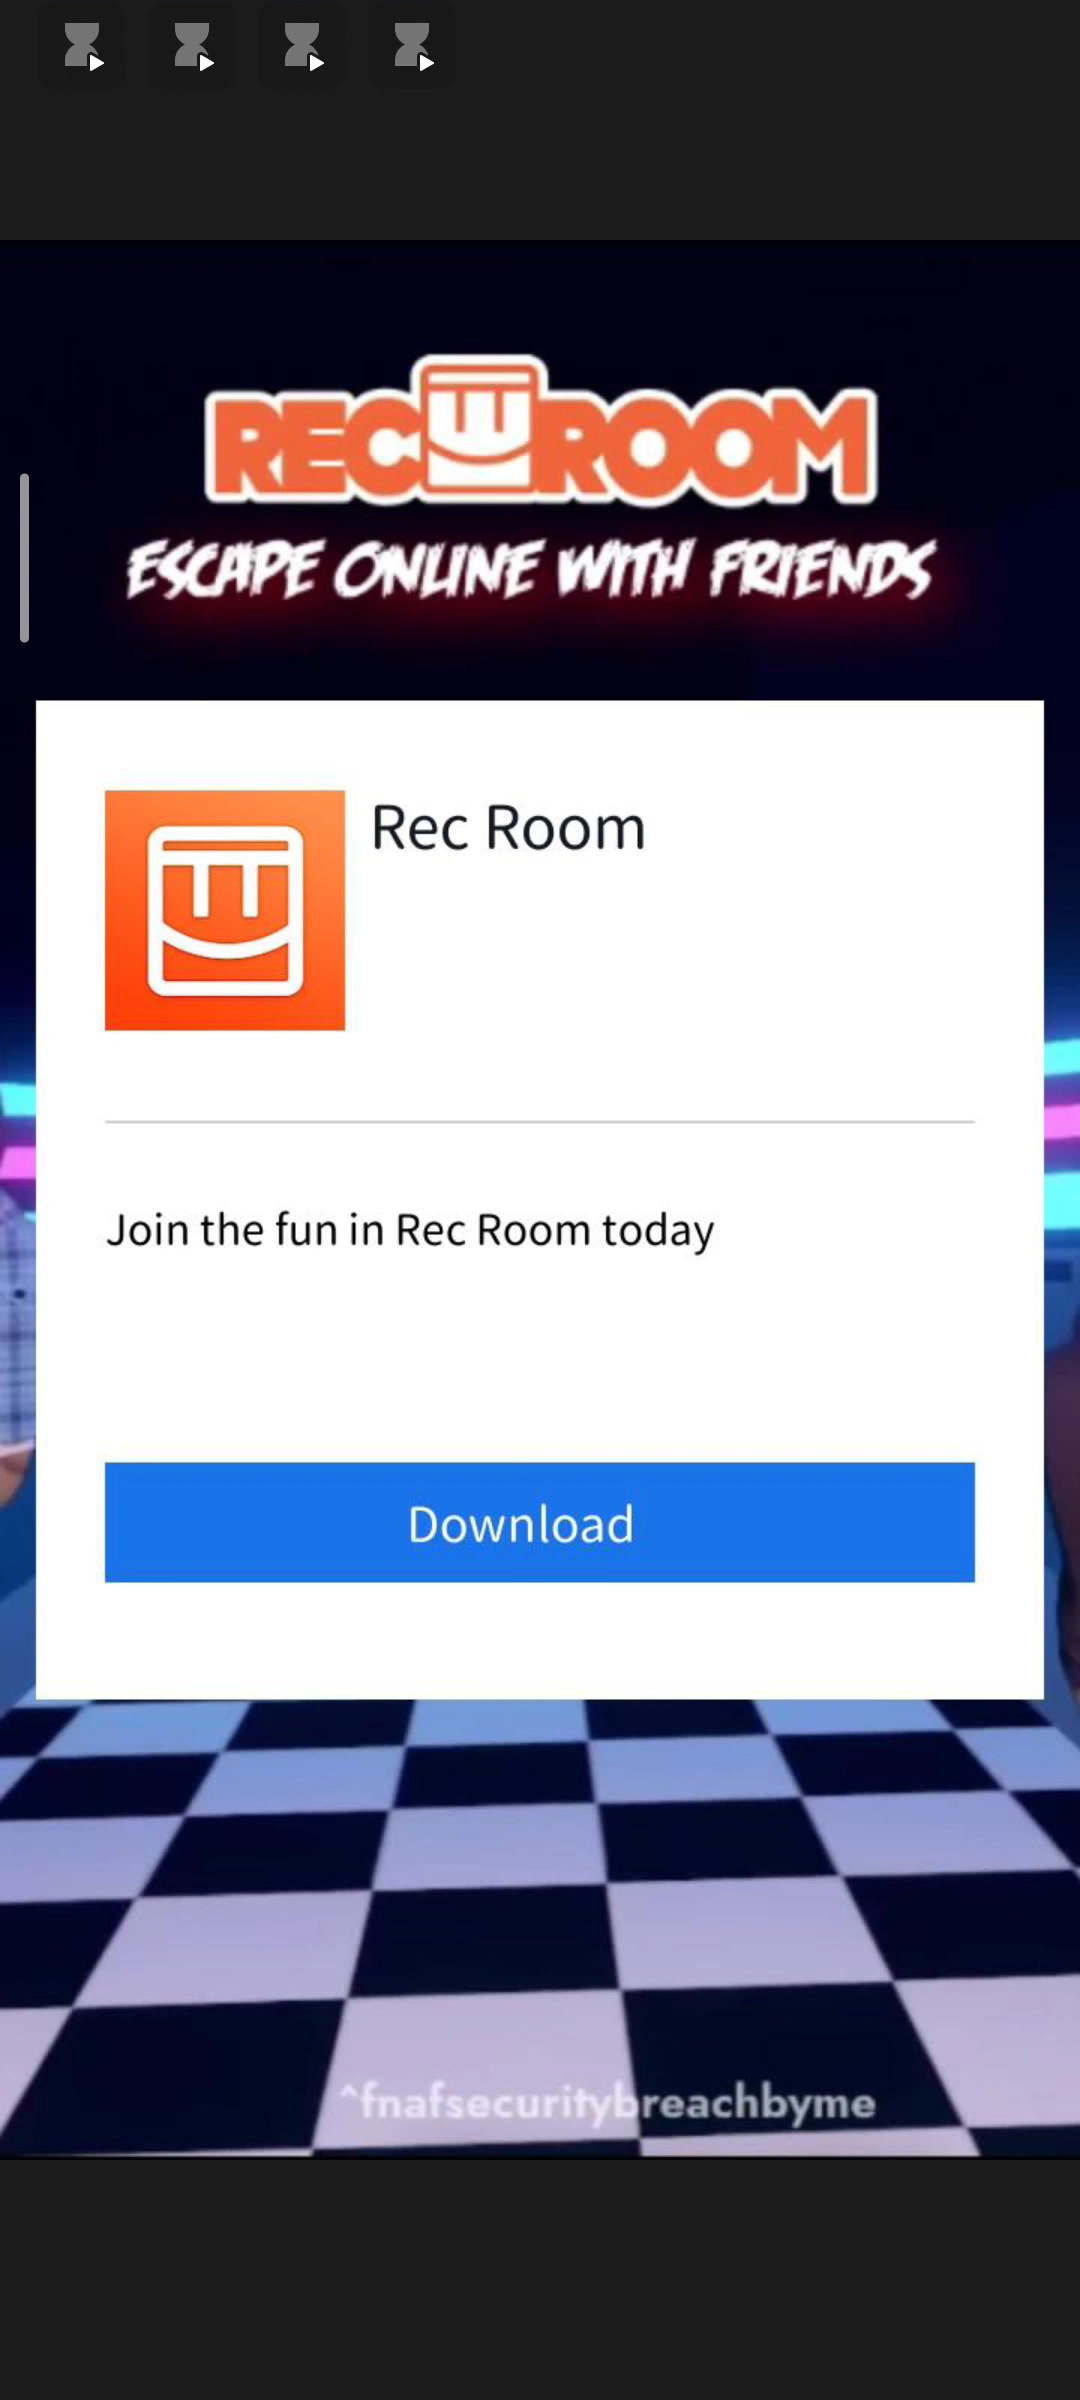 REC ROOM
ESCAPE ONLINE WITH FRIENDS
Rec Room
Join the fun in Rec Room today
Download
^fnafsecuritybreachbyme